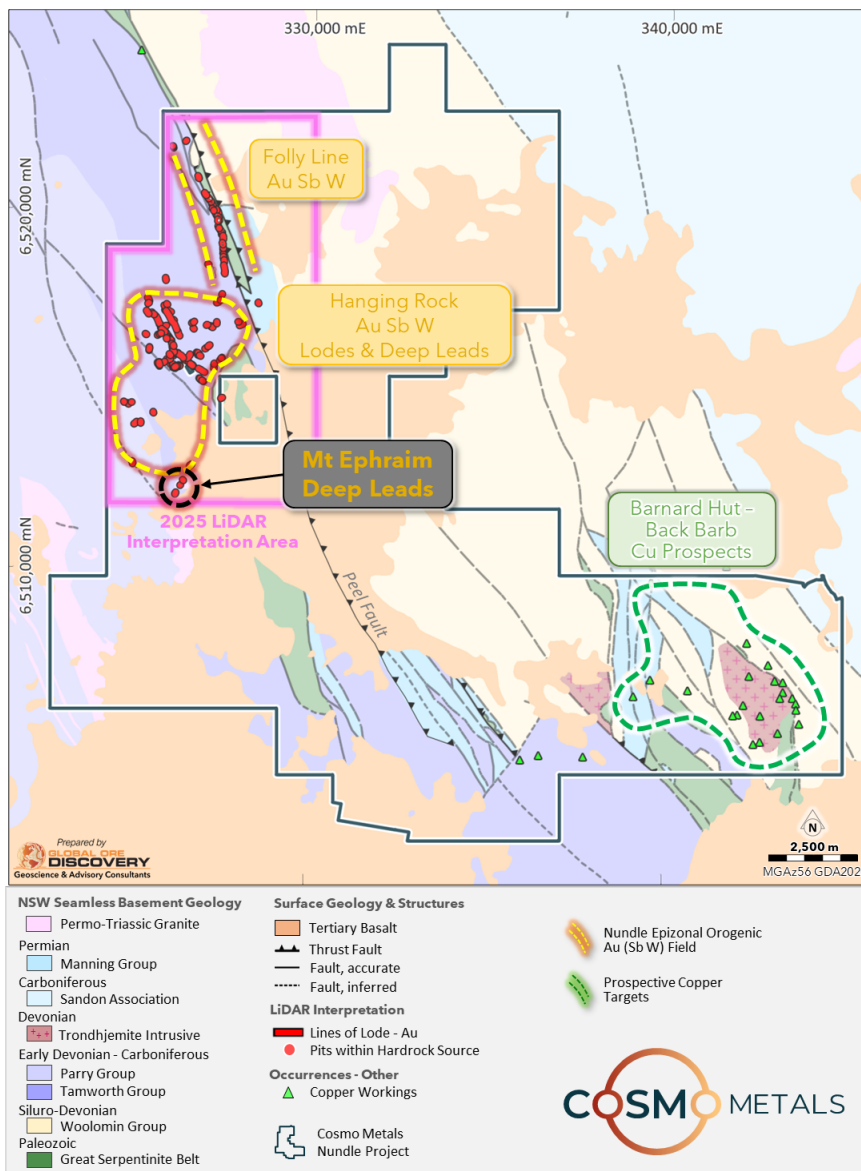 330,000 mE
340,000 mE
6,520,000 mN
Folly Line
Au Sb W
Hanging Rock
Au Sb W
Lodes & Deep Leads
Mt Ephraim
Deep Leads
2025 LiDAR
Interpretation Area
Barnard Hut –
Back Barb
Cu Prospects
6,510,000 mN
Peel Fault
Prepared by
GLOBAL ORE
DISCOVERY
Geoscience & Advisory Consultants
N
2,500 m
MGAz56 GDA202
NSW Seamless Basement Geology
Permo-Triassic Granite
Permian
Manning Group
Carboniferous
Sandon Association
Devonian
Trondhjemite Intrusive
Early Devonian - Carboniferous
Parry Group
Tamworth Group
Siluro-Devonian
Woolomin Group
Paleozoic
Great Serpentinite Belt
Surface Geology & Structures
Tertiary Basalt
Thrust Fault
Fault, accurate
Fault, inferred
LiDAR Interpretation
Lines of Lode - Au
Pits within Hardrock Source
Occurrences - Other
Copper Workings
Cosmo Metals
Nundle Project
Nundle Epizonal Orogenic
Au (Sb W) Field
Prospective Copper
Targets
COSMO METALS